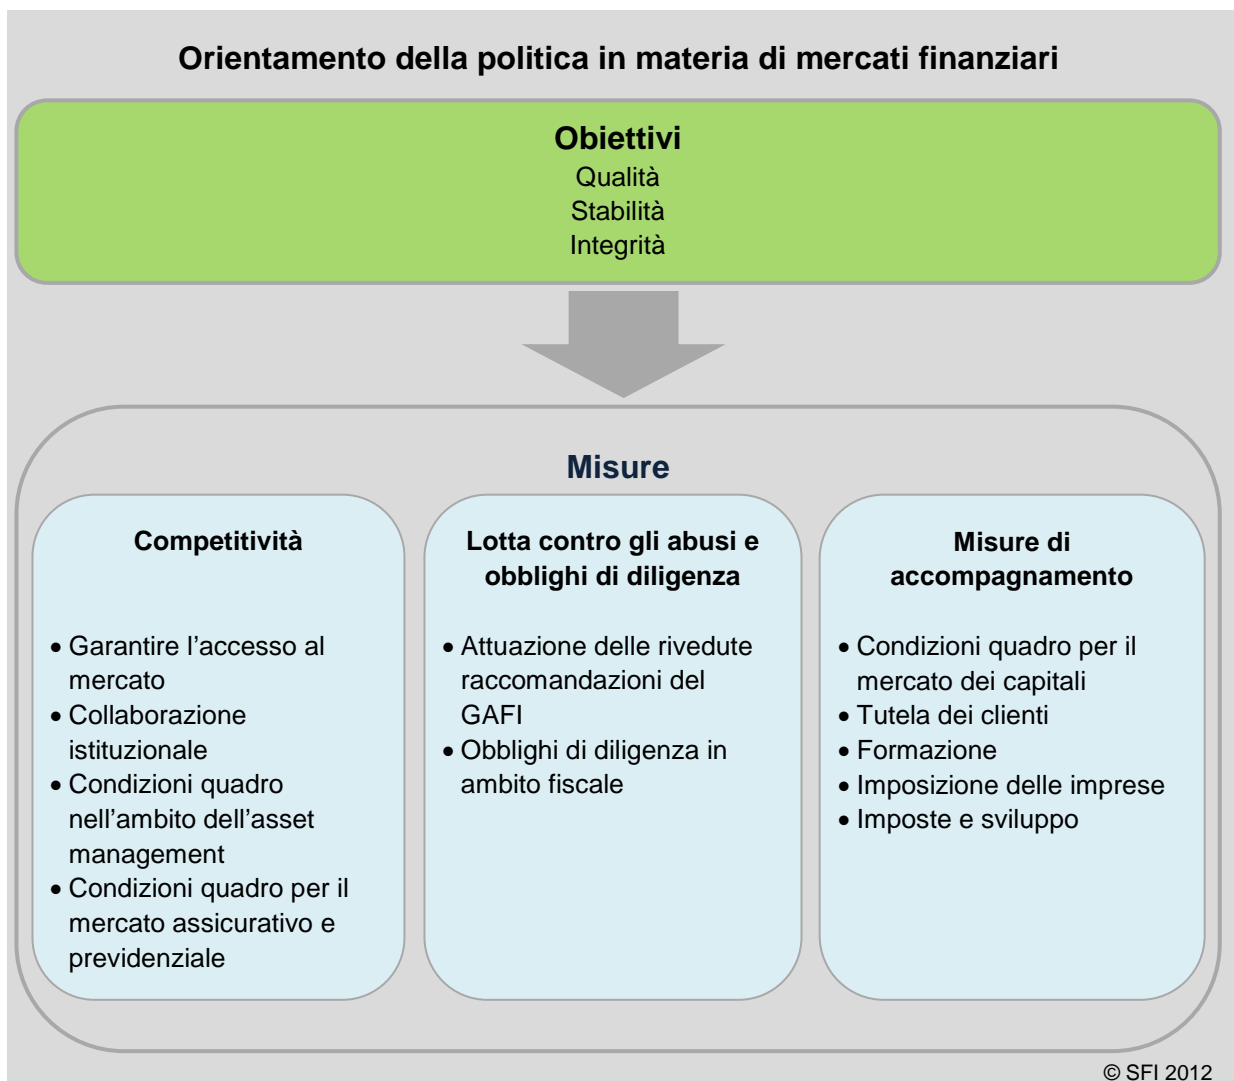 Orientamento della politica in materia di mercati finanziari
Obiettivi
Qualità
Stabilità
Integrità
Misure
Competitività
• Garantire l’accesso al
mercato
• Collaborazione
istituzionale
• Condizioni quadro
nell’ambito dell’asset
management
• Condizioni quadro per il
mercato assicurativo e
previdenziale
Lotta contro gli abusi e
obblighi di diligenza
• Attuazione delle rivedute
raccomandazioni del
GAFI
• Obblighi di diligenza in
ambito fiscale
Misure di
accompagnamento
• Condizioni quadro per il
mercato dei capitali
• Tutela dei clienti
• Formazione
• Imposizione delle imprese
• Imposte e sviluppo
© SFI 2012